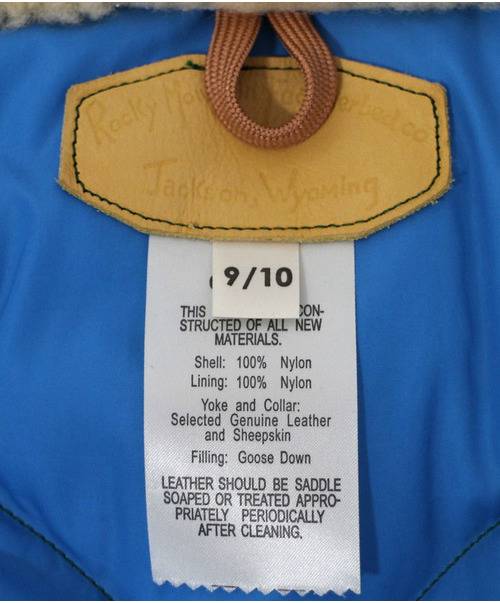 Rocky Mou
Featherbed co
Jackson, Wyoming
9/10
THIS
CON-
STRUCTED OF ALL NEW
MATERIALS.
Shell: 100% Nylon
Lining: 100% Nylon
Yoke and Collar:
Selected Genuine Leather
and Sheepskin
Filling: Goose Down
LEATHER SHOULD BE SADDLE
SOAPED OR TREATED APPRO-
PRIATELY PERIODICALLY
AFTER CLEANING.